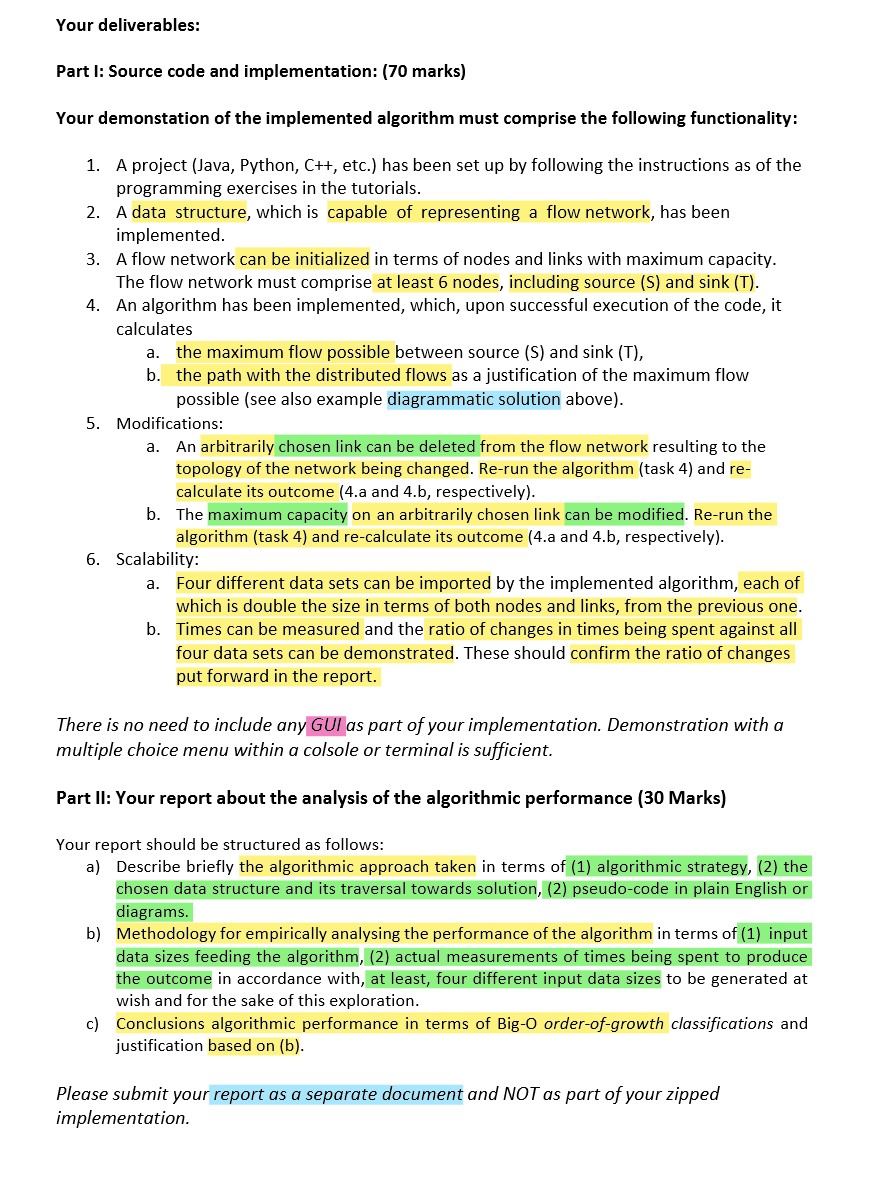 Your deliverables:
Part I: Source code and implementation: (70 marks)
Your demonstation of the implemented algorithm must comprise the following functionality:
1. A project (Java, Python, C++, etc.) has been set up by following the instructions as of the
programming exercises in the tutorials.
2. A data structure, which is capable of representing a flow network, has been
implemented.
3. A flow network can be initialized in terms of nodes and links with maximum capacity.
The flow network must comprise at least 6 nodes, including source (S) and sink (T).
4. An algorithm has been implemented, which, upon successful execution of the code, it
calculates
a. the maximum flow possible between source (S) and sink (T),
b. the path with the distributed flows as a justification of the maximum flow
possible (see also example diagrammatic solution above).
5. Modifications:
a. An arbitrarily chosen link can be deleted from the flow network resulting to the
topology of the network being changed. Re-run the algorithm (task 4) and re-
calculate its outcome (4.a and 4.b, respectively).
b. The maximum capacity on an arbitrarily chosen link can be modified. Re-run the
algorithm (task 4) and re-calculate its outcome (4.a and 4.b, respectively).
6. Scalability:
a. Four different data sets can be imported by the implemented algorithm, each of
which is double the size in terms of both nodes and links, from the previous one.
b. Times can be measured and the ratio of changes in times being spent against all
four data sets can be demonstrated. These should confirm the ratio of changes
put forward in the report.
There is no need to include any GUI as part of your implementation. Demonstration with a
multiple choice menu within a colsole or terminal is sufficient.
Part II: Your report about the analysis of the algorithmic performance (30 Marks)
Your report should be structured as follows:
a) Describe briefly the algorithmic approach taken in terms of (1) algorithmic strategy, (2) the
chosen data structure and its traversal towards solution, (2) pseudo-code in plain English or
diagrams.
b) Methodology for empirically analysing the performance of the algorithm in terms of (1) input
data sizes feeding the algorithm, (2) actual measurements of times being spent to produce
the outcome in accordance with, at least, four different input data sizes to be generated at
wish and for the sake of this exploration.
c) Conclusions algorithmic performance in terms of Big-O order-of-growth classifications and
justification based on (b).
Please submit your report as a separate document and NOT as part of your zipped
implementation.